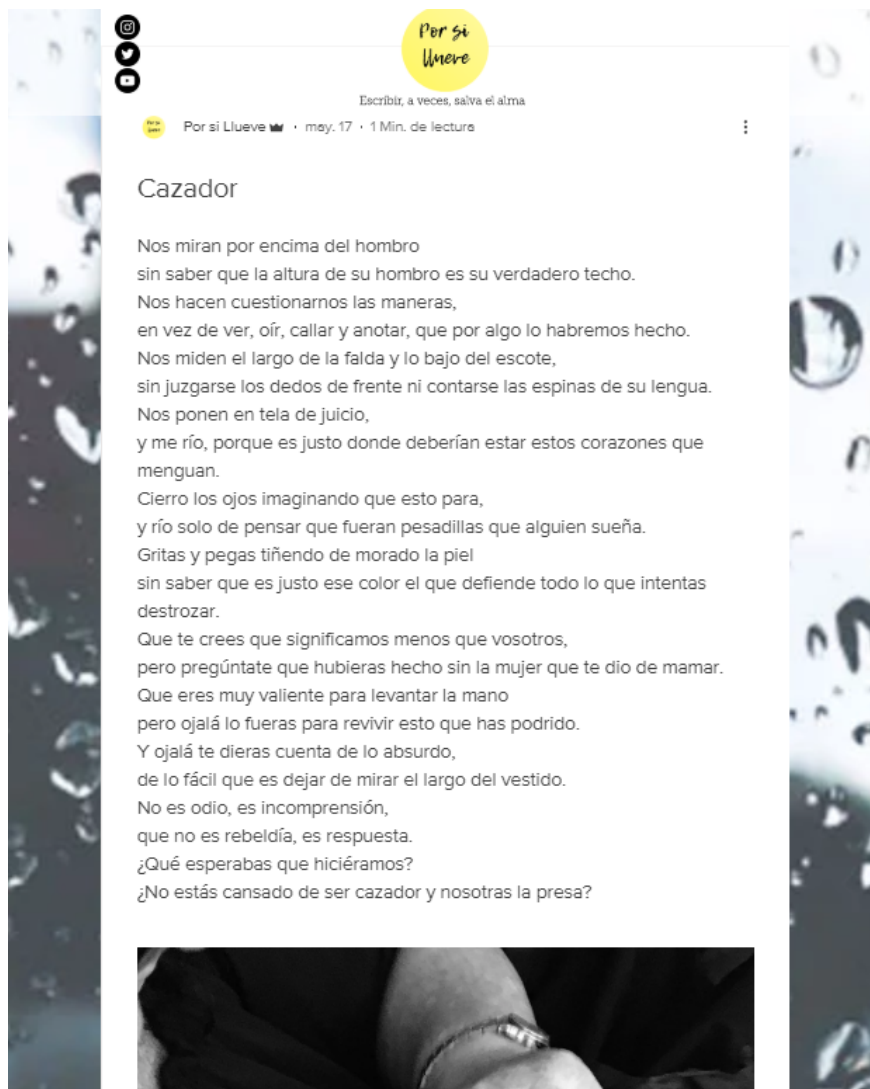 Por si
llueve
Escribir, a veces, salva el alma
Por si Llueve · may. 17 · 1 Min. de lectura
Cazador
Nos miran por encima del hombro
sin saber que la altura de su hombro es su verdadero techo.
Nos hacen cuestionarnos las maneras,
en vez de ver, oír, callar y anotar, que por algo lo habremos hecho.
Nos miden el largo de la falda y lo bajo del escote,
sin juzgarse los dedos de frente ni contarse las espinas de su lengua.
Nos ponen en tela de juicio,
y me río, porque es justo donde deberían estar estos corazones que
menguan.
Cierro los ojos imaginando que esto para,
y río solo de pensar que fueran pesadillas que alguien sueña.
Gritas y pegas tiñendo de morado la piel
sin saber que es justo ese color el que defiende todo lo que intentas
destrozar.
Que te crees que significamos menos que vosotros,
pero pregúntate que hubieras hecho sin la mujer que te dio de mamar.
Que eres muy valiente para levantar la mano
pero ojalá lo fueras para revivir esto que has podrido.
Y ojalá te dieras cuenta de lo absurdo,
de lo fácil que es dejar de mirar el largo del vestido.
No es odio, es incomprensión,
que no es rebeldía, es respuesta.
¿Qué esperabas que hiciéramos?
¿No estás cansado de ser cazador y nosotras la presa?